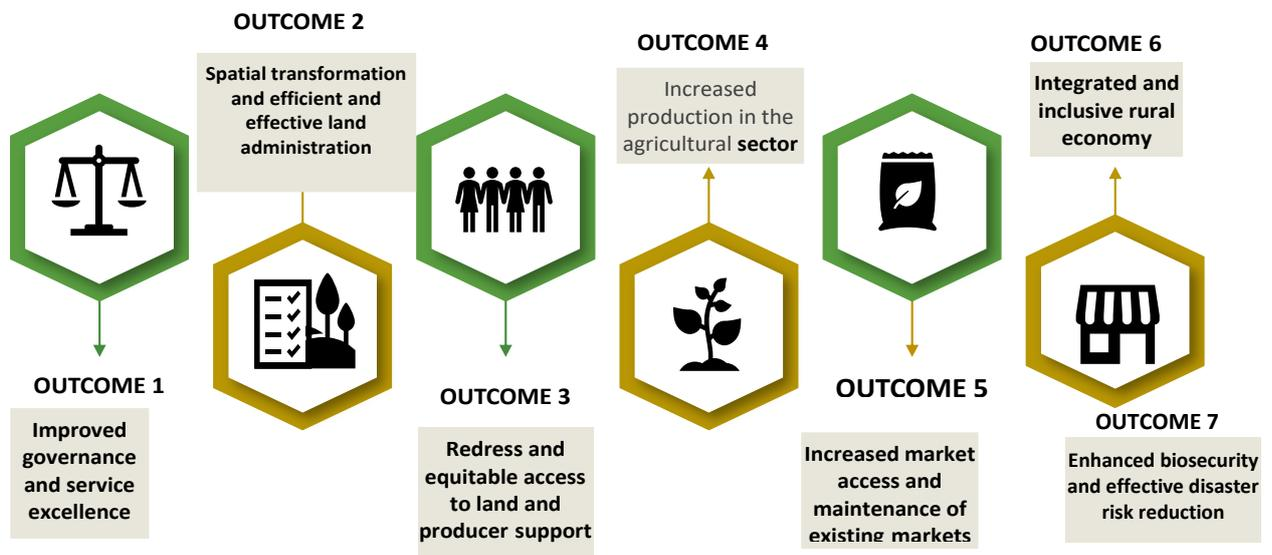 OUTCOME 1
Improved
governance
and service
excellence
OUTCOME 2
Spatial transformation
and efficient and
effective land
administration
OUTCOME 3
Redress and
equitable access
to land and
producer support
OUTCOME 4
Increased
production in the
agricultural sector
OUTCOME 5
Increased market
access and
maintenance of
existing markets
OUTCOME 6
Integrated and
inclusive rural
economy
OUTCOME 7
Enhanced biosecurity
and effective disaster
risk reduction